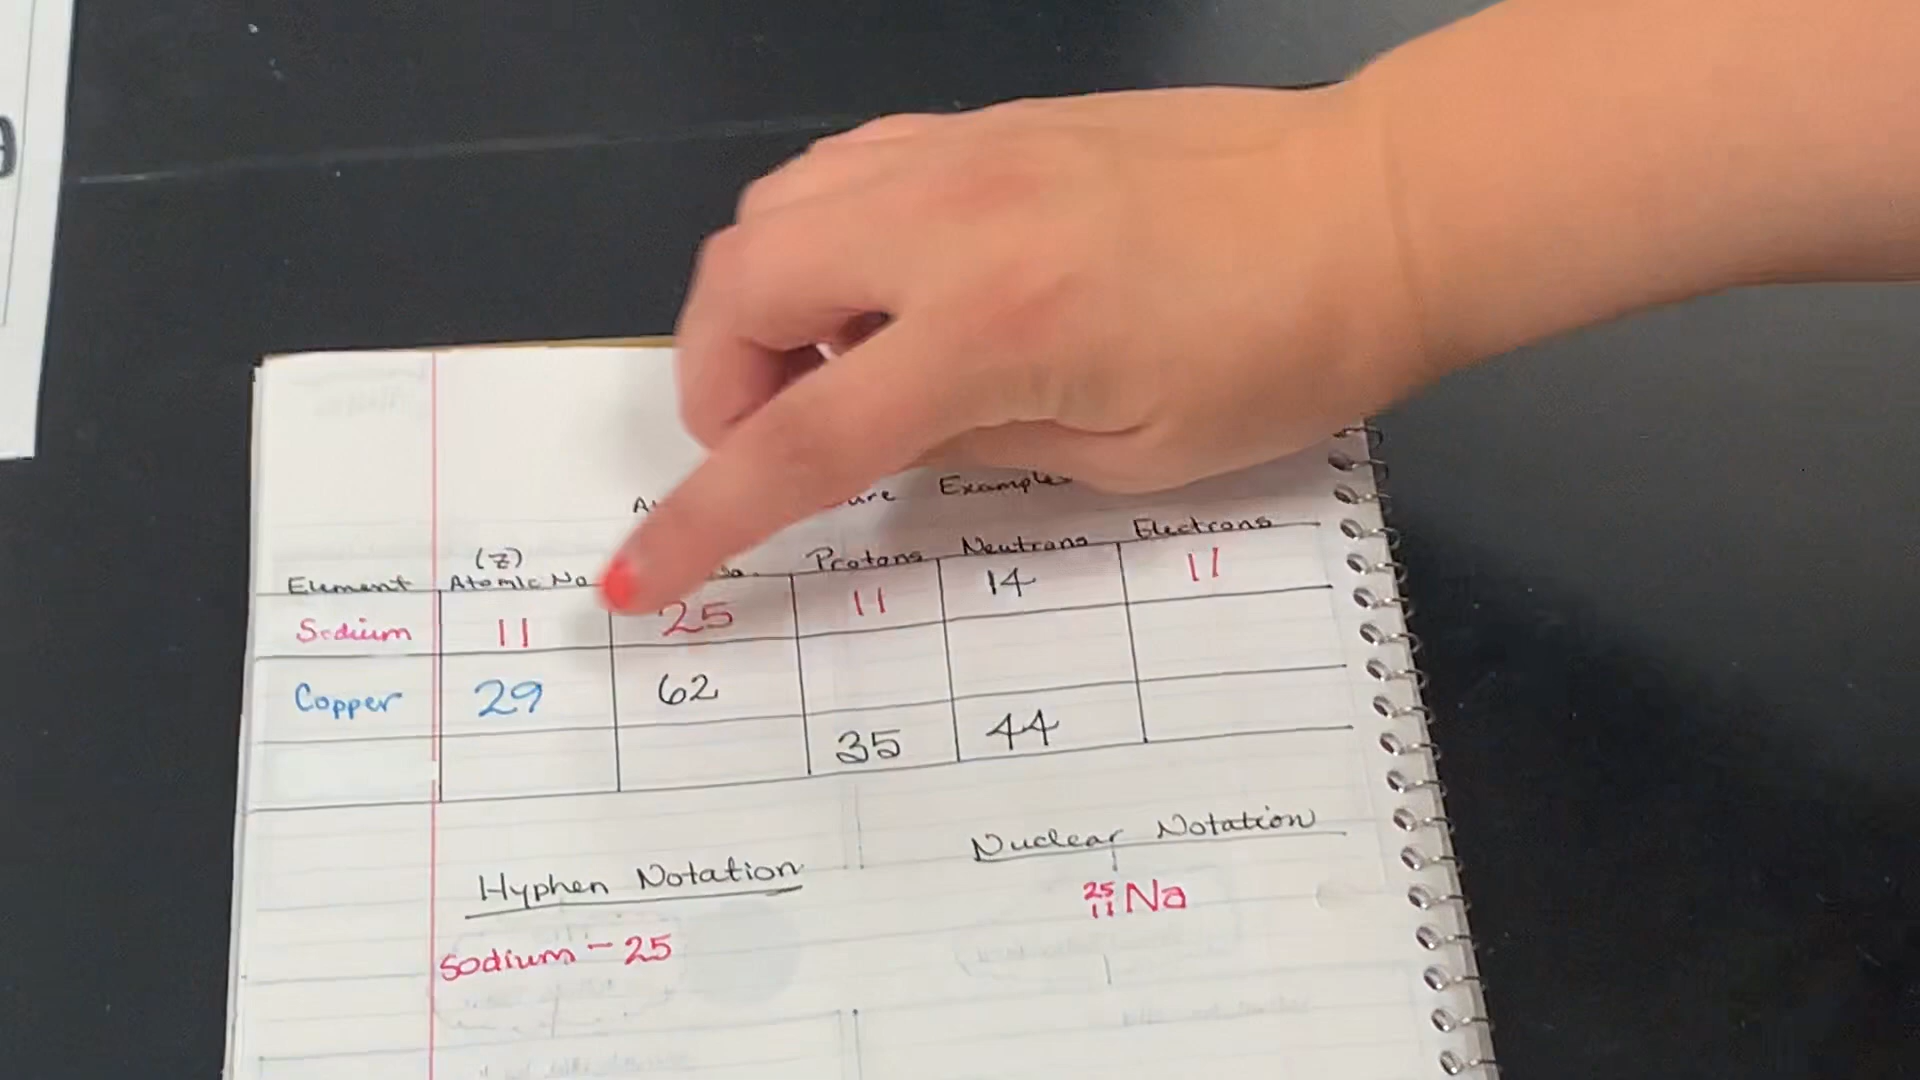 Example
(Z)
Element Atomic No Protons Neutrons Electrons
Sodium 11 25 11 14 11
Copper 29 62
35 44
Hyphen Notation Nuclear Notation
Sodium - 25
25
11 Na